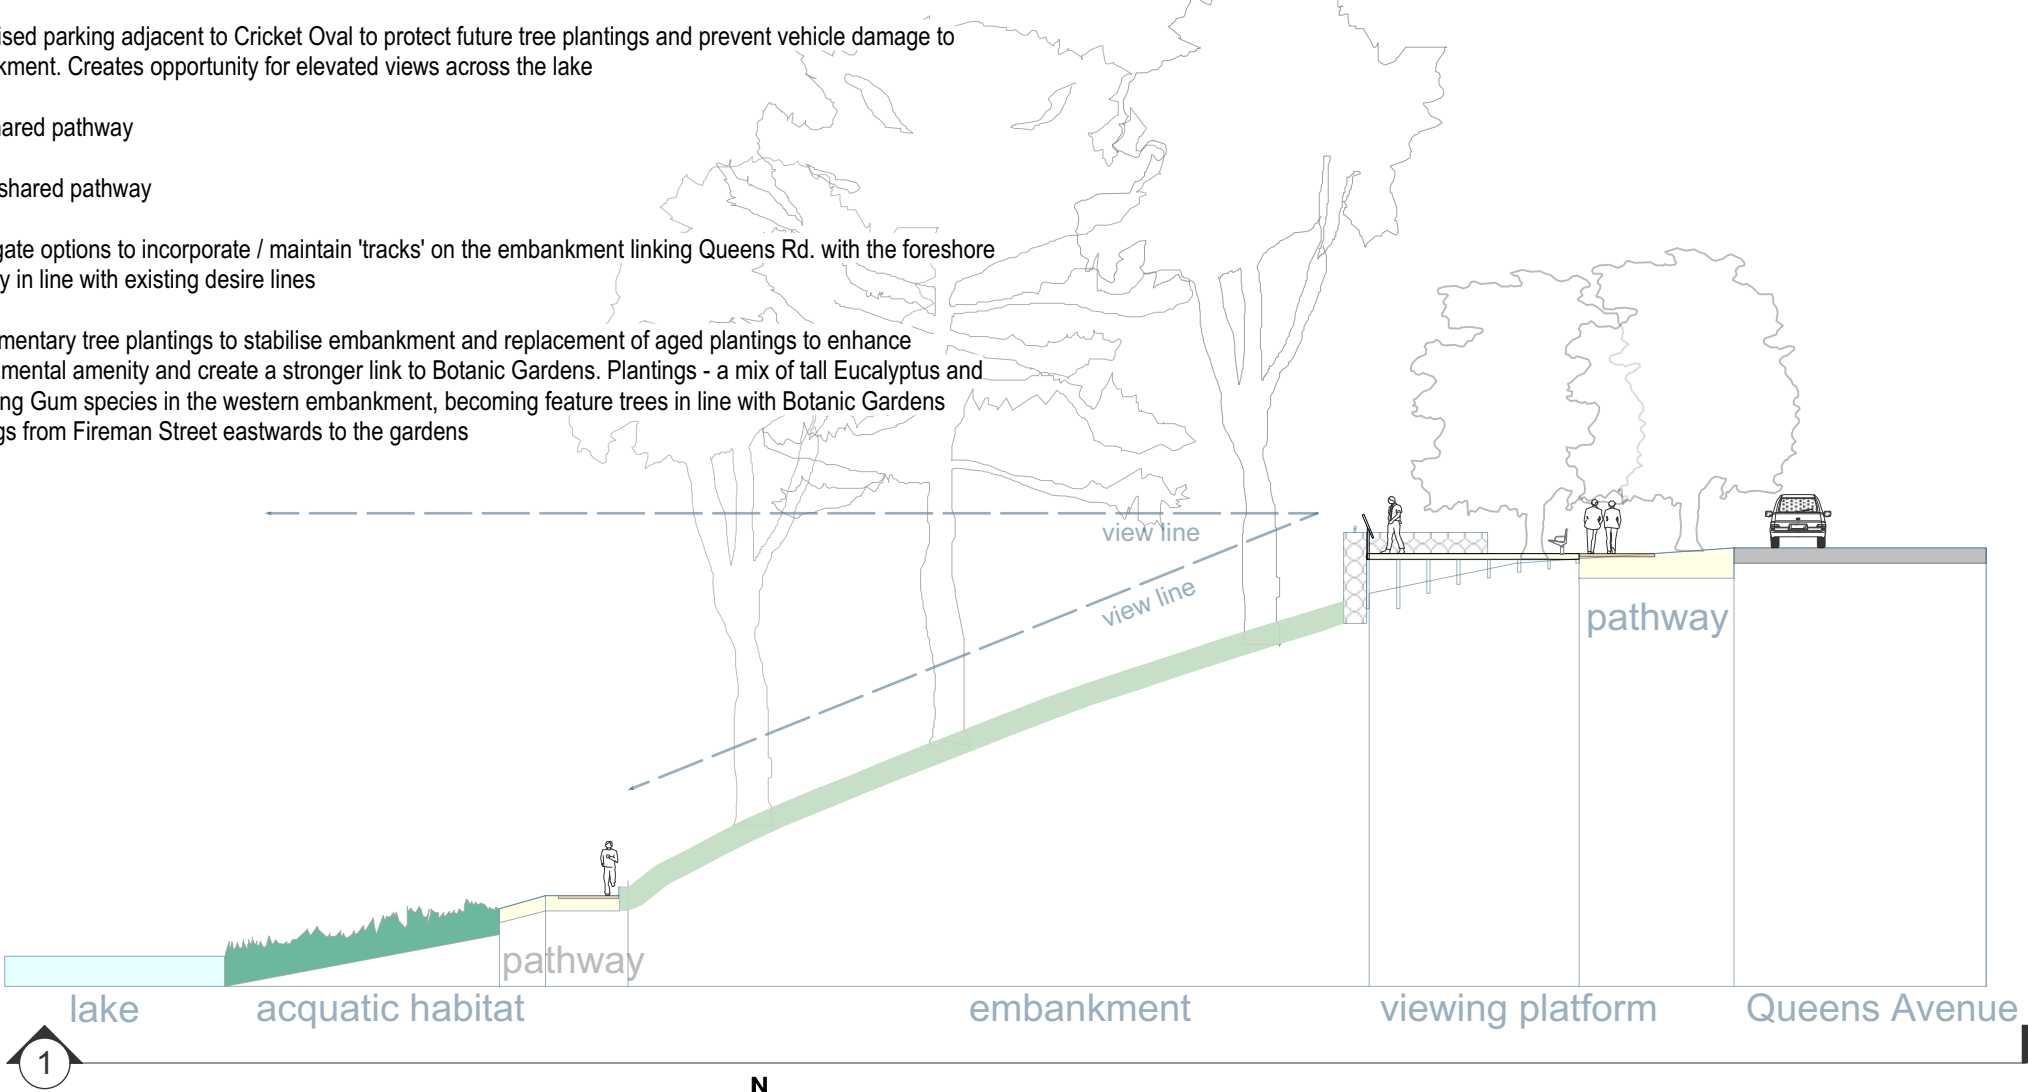 ised parking adjacent to Cricket Oval to protect future tree plantings and prevent vehicle damage to
kment. Creates opportunity for elevated views across the lake
ared pathway
shared pathway
gate options to incorporate / maintain 'tracks' on the embankment linking Queens Rd. with the foreshore
y in line with existing desire lines
mentary tree plantings to stabilise embankment and replacement of aged plantings to enhance
mental amenity and create a stronger link to Botanic Gardens. Plantings - a mix of tall Eucalyptus and
ng Gum species in the western embankment, becoming feature trees in line with Botanic Gardens
gs from Fireman Street eastwards to the gardens
view line
view line
pathway
pathway
lake
acquatic habitat
embankment
viewing platform
Queens Avenue
1
N